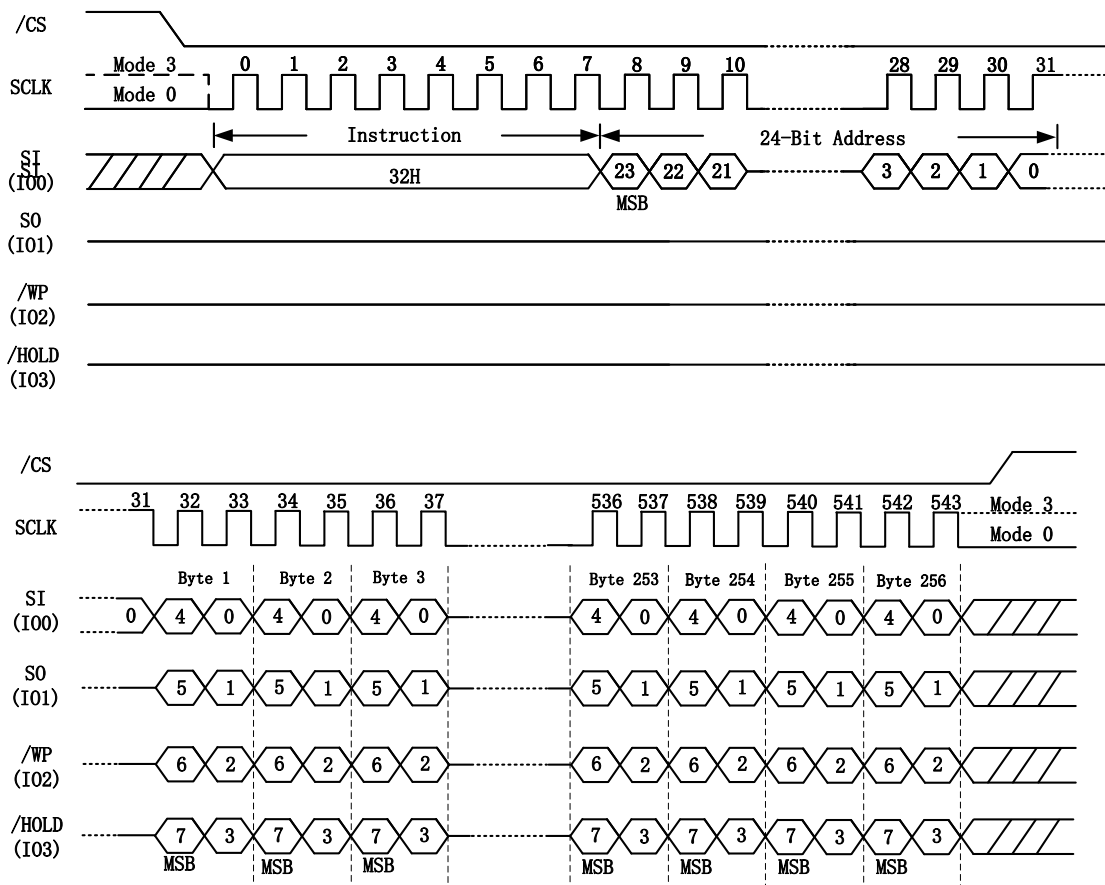 /CS
Mode 3 0 1 2 3 4 5 6 7 8 9 10 28 29 30 31
SCLK
Mode 0
Instruction 24-Bit Address
SI
SI
(IO0)
32H 23 22 21 3 2 1 0
MSB
SO
(IO1)
/WP
(IO2)
/HOLD
(IO3)
/CS
31 32 33 34 35 36 37 536 537 538 539 540 541 542 543 Mode 3
SCLK
Mode 0
Byte 1 Byte 2 Byte 3 Byte 253 Byte 254 Byte 255 Byte 256
SI
(IO0)
0 4 0 4 0 4 0 4 0 4 0 4 0 4 0
SO
(IO1)
5 1 5 1 5 1 5 1 5 1 5 1 5 1
/WP
(IO2)
6 2 6 2 6 2 6 2 6 2 6 2 6 2
/HOLD
(IO3)
7 3 7 3 7 3 7 3 7 3 7 3 7 3
MSB MSB MSB MSB MSB MSB MSB